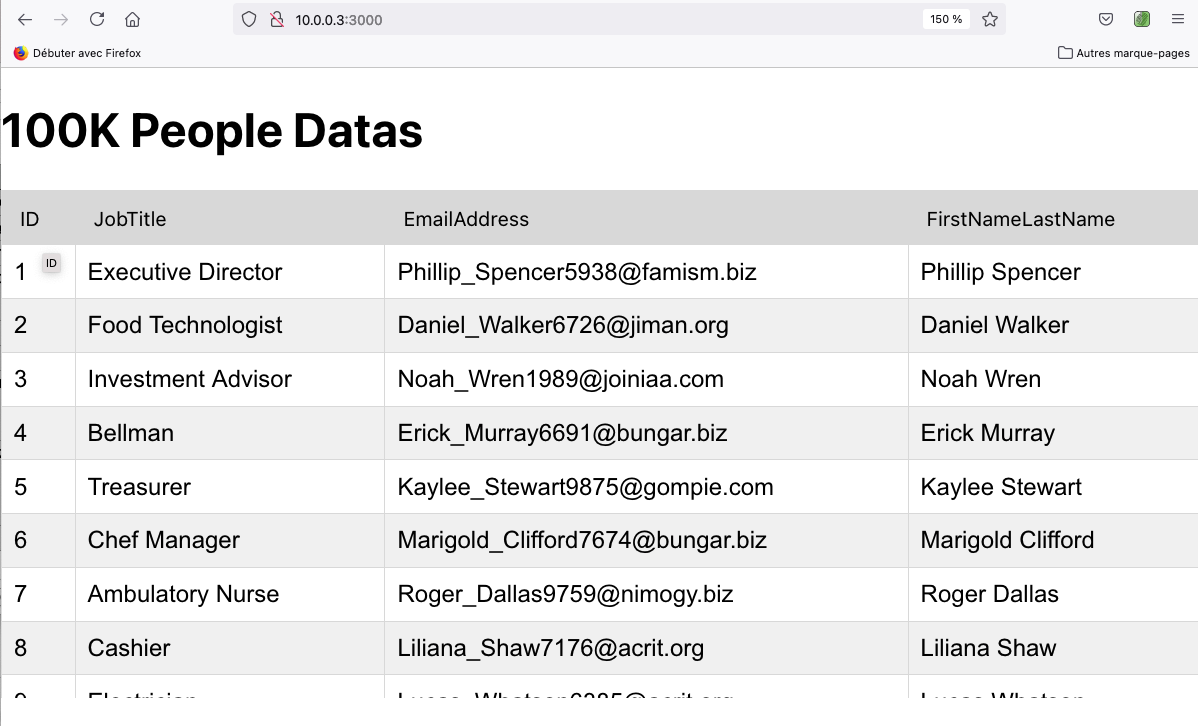 10.0.0.3:3000
150 %
Débuter avec Firefox
Autres marque-pages
100K People Datas
ID JobTitle EmailAddress FirstNameLastName
1 ID Executive Director Phillip_Spencer5938@famism.biz Phillip Spencer
2 Food Technologist Daniel_Walker6726@jiman.org Daniel Walker
3 Investment Advisor Noah_Wren1989@joiniaa.com Noah Wren
4 Bellman Erick_Murray6691@bungar.biz Erick Murray
5 Treasurer Kaylee_Stewart9875@gompie.com Kaylee Stewart
6 Chef Manager Marigold_Clifford7674@bungar.biz Marigold Clifford
7 Ambulatory Nurse Roger_Dallas9759@nimogy.biz Roger Dallas
8 Cashier Liliana_Shaw7176@acrit.org Liliana Shaw